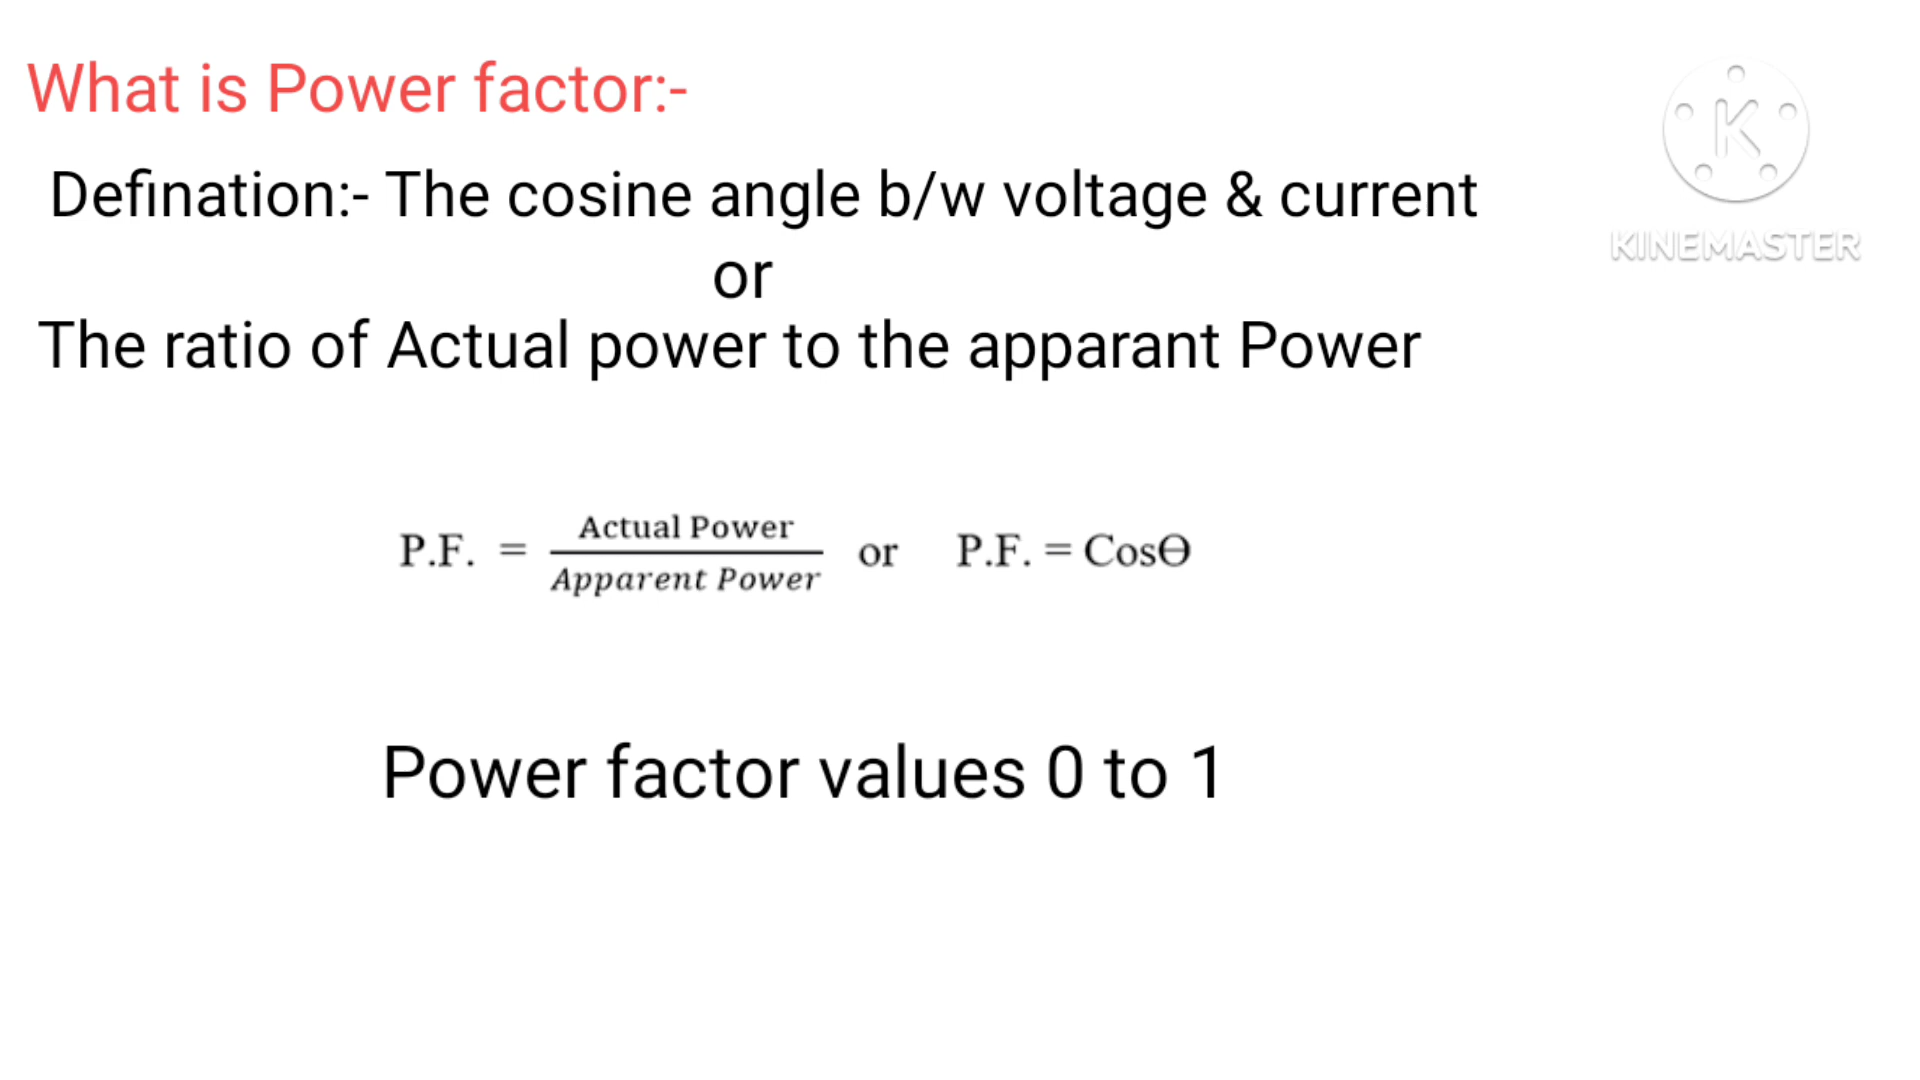 What is Power factor:-
K
KINEMASTER
Defination:- The cosine angle b/w voltage & current
or
The ratio of Actual power to the apparant Power
P.F. = Actual Power / Apparent Power or P.F. = CosΘ
Power factor values 0 to 1